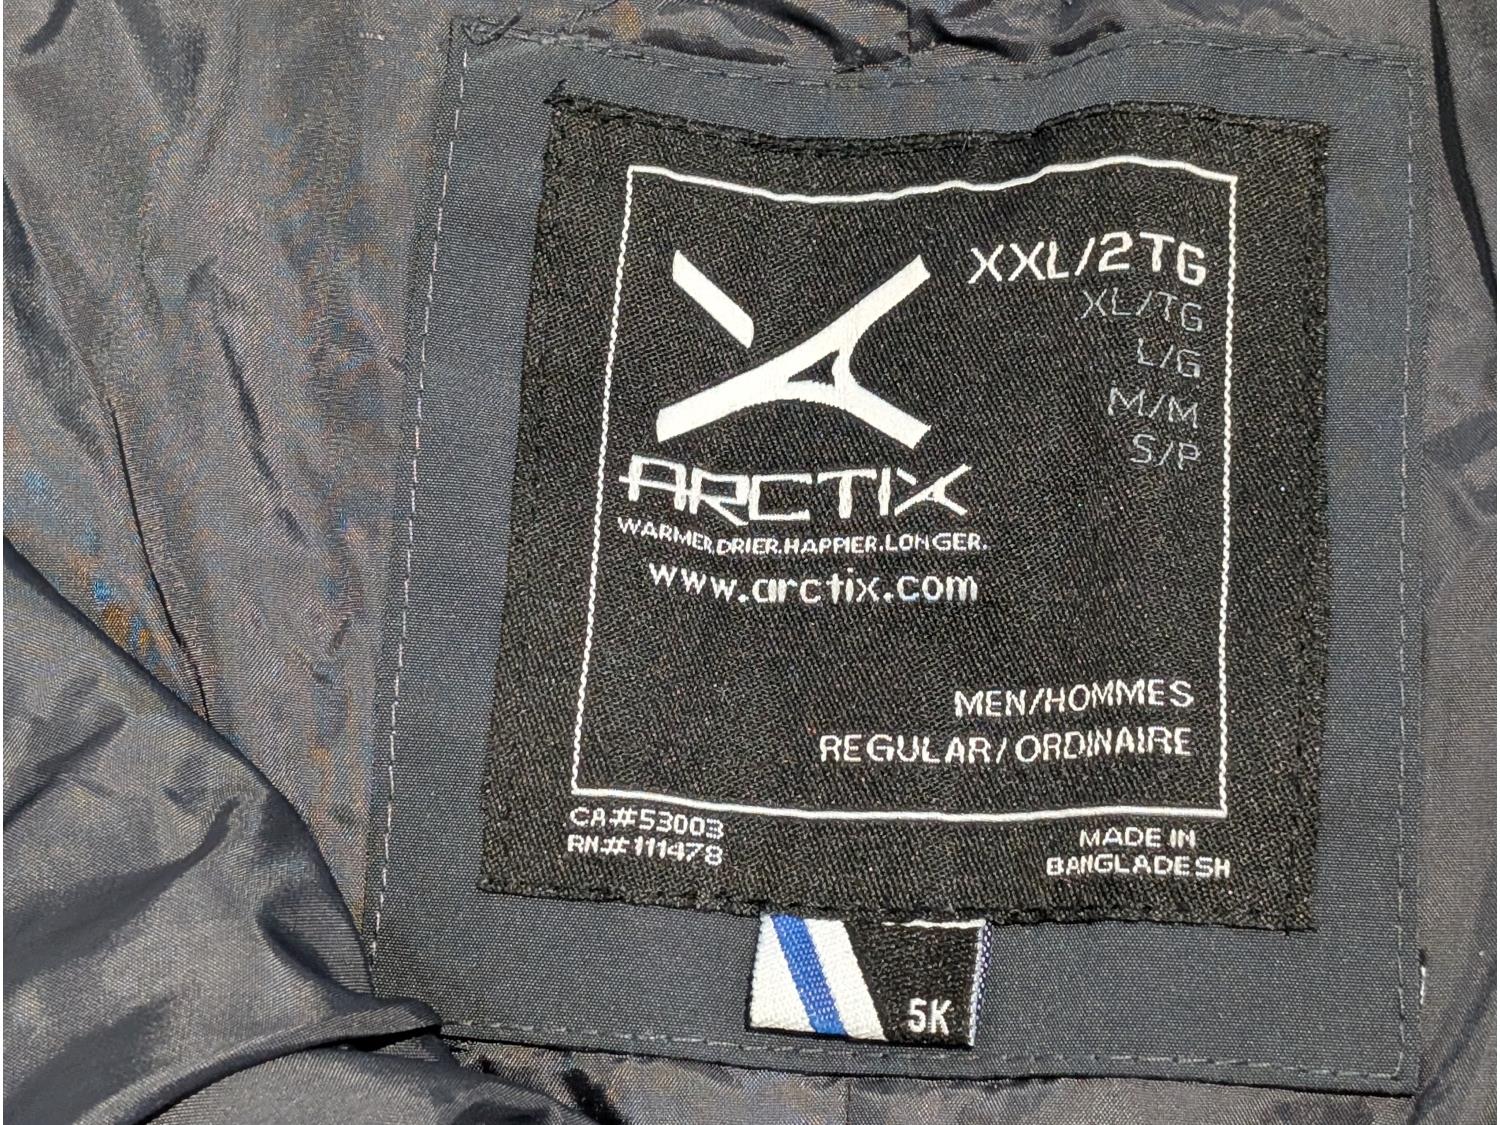 XXL/2TG
XL/TG
L/G
M/M
S/P
ARCTIX
WARMER.DRIER.HAPPIER.LONGER.
www.arctix.com
MEN/HOMMES
REGULAR/ORDINAIRE
CA#53003
RN#111478
MADE IN
BANGLADESH
5K